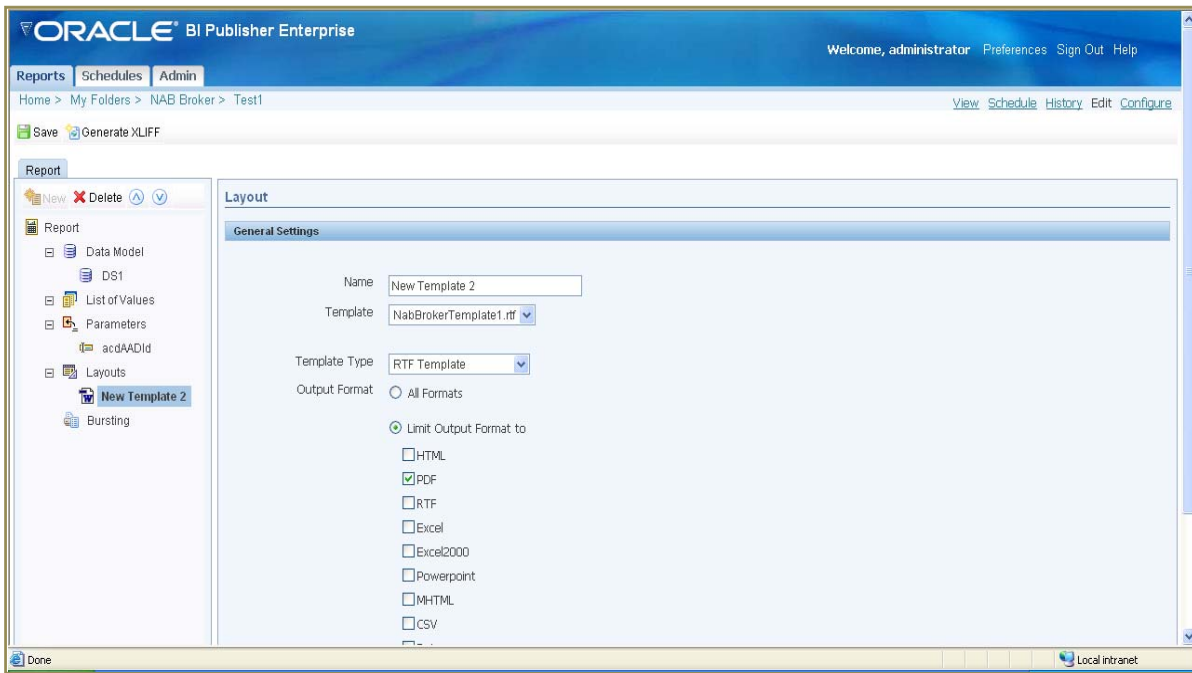 ORACLE BI Publisher Enterprise
Welcome, administrator Preferences Sign Out Help
Reports Schedules Admin
Home > My Folders > NAB Broker > Test1
View Schedule History Edit Configure
Save Generate XLIFF
Report
New Delete
Report
Data Model
DS1
List of Values
Parameters
acdAADId
Layouts
New Template 2
Bursting
Layout
General Settings
Name New Template 2
Template NabBrokerTemplate1.rtf
Template Type RTF Template
Output Format All Formats
Limit Output Format to
HTML
PDF
RTF
Excel
Excel2000
Powerpoint
MHTML
CSV
Done
Local intranet